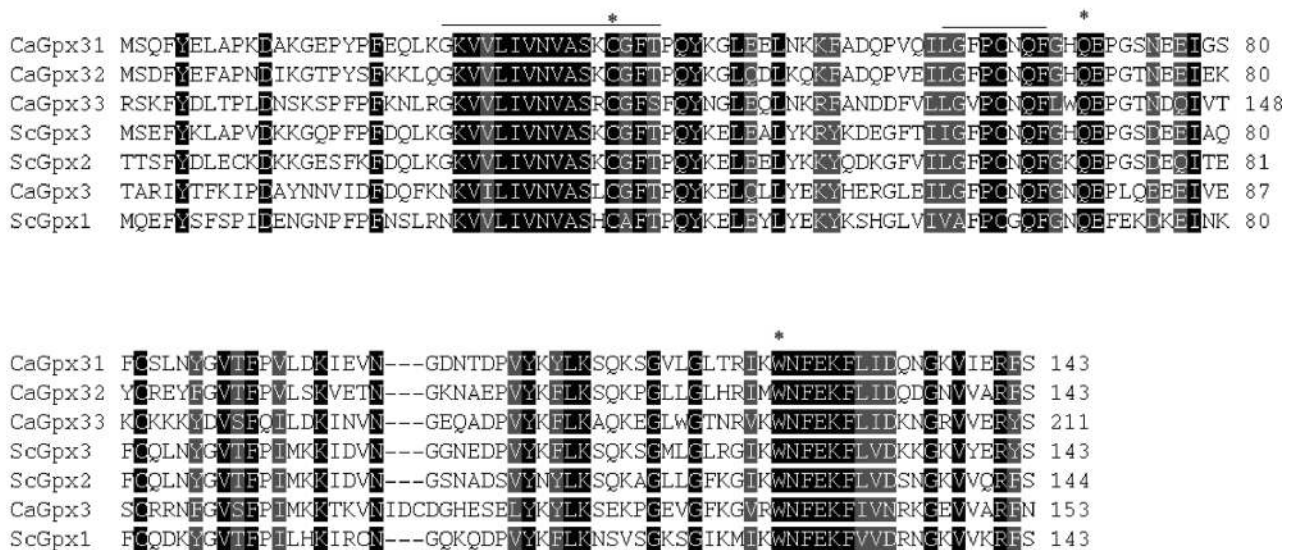 * *
CaGpx31 MSQFYELAPKDAKGEPYPFEQLKGKVVLIVNVASKCGFTPQYKGLEELNKKFADQPVQILGFPCNQFGHQEPGSNEEIGS 80
CaGpx32 MSDFYEFAPNDIKGTPYSFKKLQGKVVLIVNVASKCGFTPQYKGLQDLKQKFADQPVEILGFPCNQFGHQEPGTNEEIEK 80
CaGpx33 RSKFYDLTPLDNSKSPFPFKNLRGKVVLIVNVASRCGFSFQYNGLEQLNKRFANDDFVLLGVPCNQFLWQEPGTNDQIVT 148
ScGpx3 MSEFYKLAPVDKKGQPFPFDQLKGKVVLIVNVASKCGFTPQYKELEALYKRYKDEGFTIIGFPCNQFGHQEPGSDEEIAQ 80
ScGpx2 TTSFYDLECKDKKGESFKFDQLKGKVVLIVNVASKCGFTPQYKELEELYKKYQDKGFVILGFPCNQFGKQEPGSDEQITE 81
CaGpx3 TARIYTFKIPDAYNNVIDFDQFKNKVILIVNVASLCGFTPQYKELQLLYEKYHERGLEILGFPCNQFGNQEPLQEEEIVE 87
ScGpx1 MQEFYSFSPIDENGNPFPFNSLRNKVVLIVNVASHCAFTPQYKELEYLYEKYKSHGLVIVAFPCGQFGNQEFEKDKEINK 80
*
CaGpx31 FCSLNYGVTFPVLDKIEVN---GDNTDPVYKYLKSQKSGVLGLTRIKWNFEKFLIDQNGKVIERFS 143
CaGpx32 YCREYFGVTFPVLSKVETN---GKNAEPVYKFLKSQKPGLLGLHRIMWNFEKFLIDQDGNVVARFS 143
CaGpx33 KCKKKYDVSFQILDKINVN---GEQADPVYKFLKAQKEGLWGTNRVKWNFEKFLIDKNGRVVERYS 211
ScGpx3 FCQLNYGVTFPIMKKIDVN---GGNEDPVYKFLKSQKSGMLGLRGIKWNFEKFLVDKKGKVYERYS 143
ScGpx2 FCQLNYGVTFPIMKKIDVN---GSNADSVYNYLKSQKAGLLGFKGIKWNFEKFLVDSNGKVVQRFS 144
CaGpx3 SCRRNFGVSFPIMKKTKVNIDCDGHESELYKYLKSEKPGEVGFKGVRWNFEKFIVNRKGEVVARFN 153
ScGpx1 FCQDKYGVTFPILHKIRCN---GQKQDPVYKFLKNSVSGKSGIKMIKWNFEKFVVDRNGKVVKRFS 143